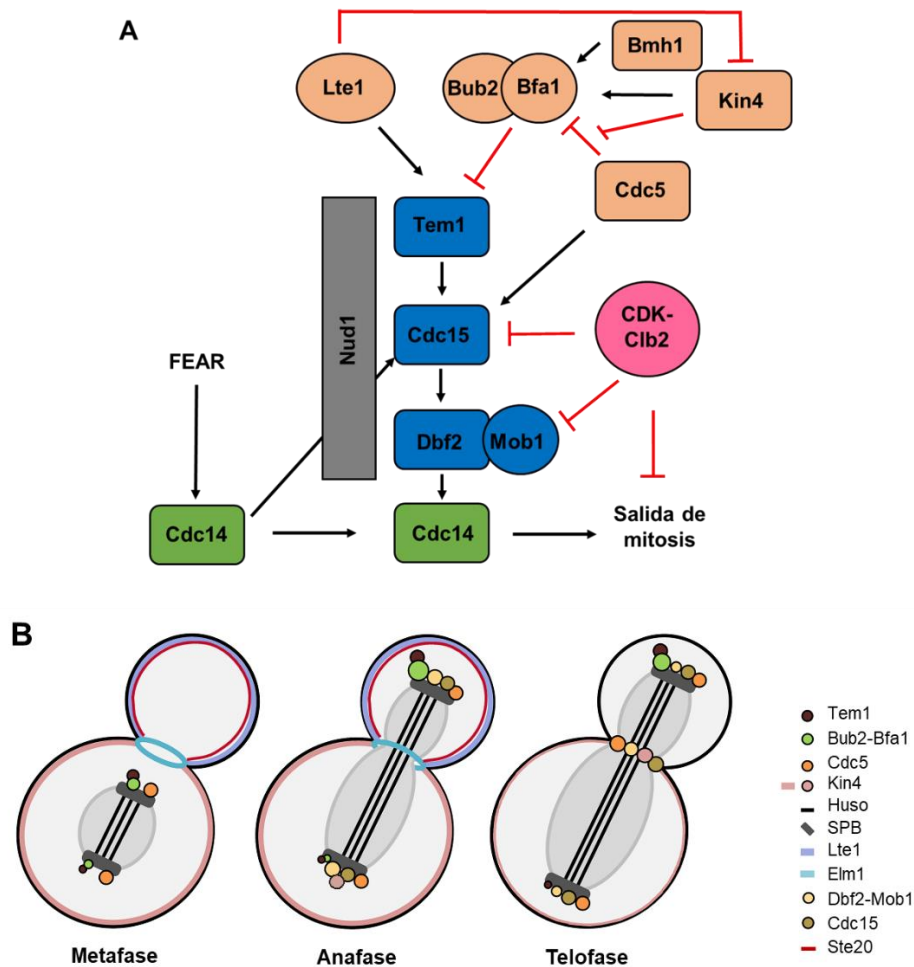 A
Bmh1
Lte1
Bub2
Bfa1
Kin4
Cdc5
Tem1
Nud1
Cdc15
CDK-
Clb2
FEAR
Dbf2
Mob1
Cdc14
Cdc14
Salida de
mitosis
B
Tem1
Bub2-Bfa1
Cdc5
Kin4
Huso
SPB
Lte1
Elm1
Dbf2-Mob1
Cdc15
Ste20
Metafase
Anafase
Telofase